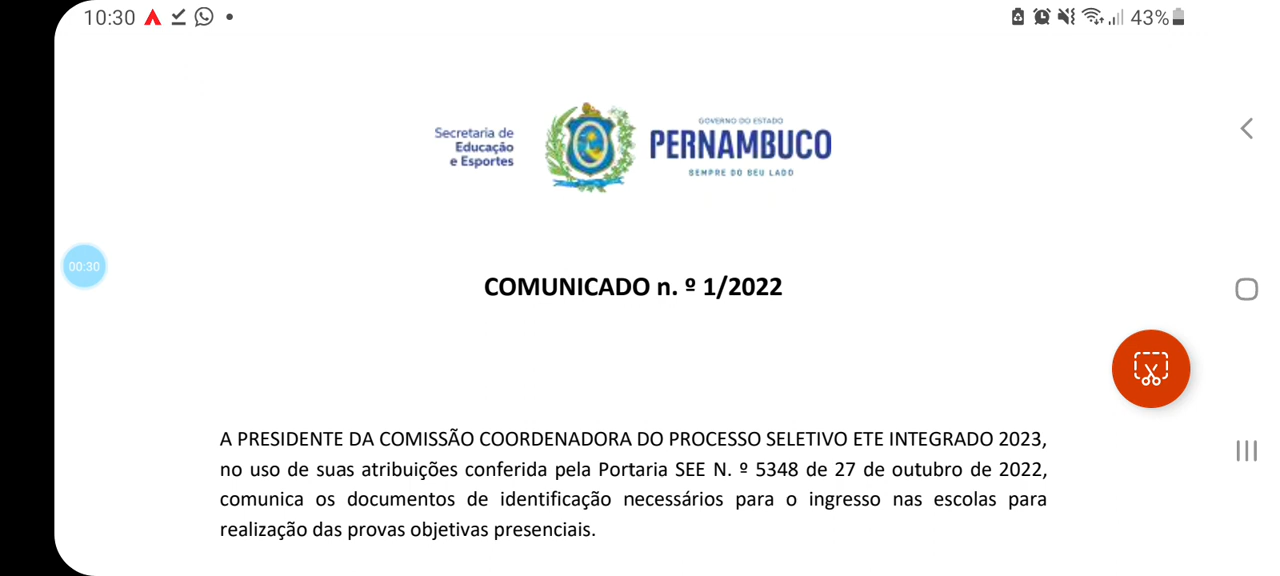 10:30
43%
Secretaria de
Educação
e Esportes
GOVERNO DO ESTADO
PERNAMBUCO
SEMPRE DO SEU LADO
00:30
COMUNICADO n. º 1/2022
A PRESIDENTE DA COMISSÃO COORDENADORA DO PROCESSO SELETIVO ETE INTEGRADO 2023,
no uso de suas atribuições conferida pela Portaria SEE N. º 5348 de 27 de outubro de 2022,
comunica os documentos de identificação necessários para o ingresso nas escolas para
realização das provas objetivas presenciais.